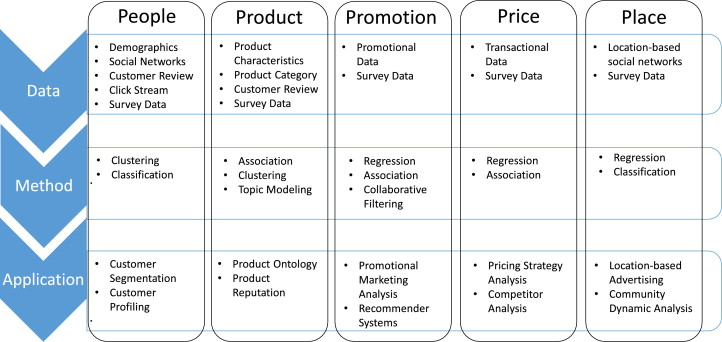 People
Product
Promotion
Price
Place
Data
• Demographics
• Social Networks
• Customer Review
• Click Stream
• Survey Data
• Product
Characteristics
• Product Category
• Customer Review
• Survey Data
• Promotional
Data
• Survey Data
• Transactional
Data
• Survey Data
• Location-based
social networks
• Survey Data
Method
• Clustering
• Classification
• Association
• Clustering
• Topic Modeling
• Regression
• Association
• Collaborative
Filtering
• Regression
• Association
• Regression
• Classification
Application
• Customer
Segmentation
• Customer
Profiling
• Product Ontology
• Product
Reputation
• Promotional
Marketing
Analysis
• Recommender
Systems
• Pricing Strategy
Analysis
• Competitor
Analysis
• Location-based
Advertising
• Community
Dynamic Analysis